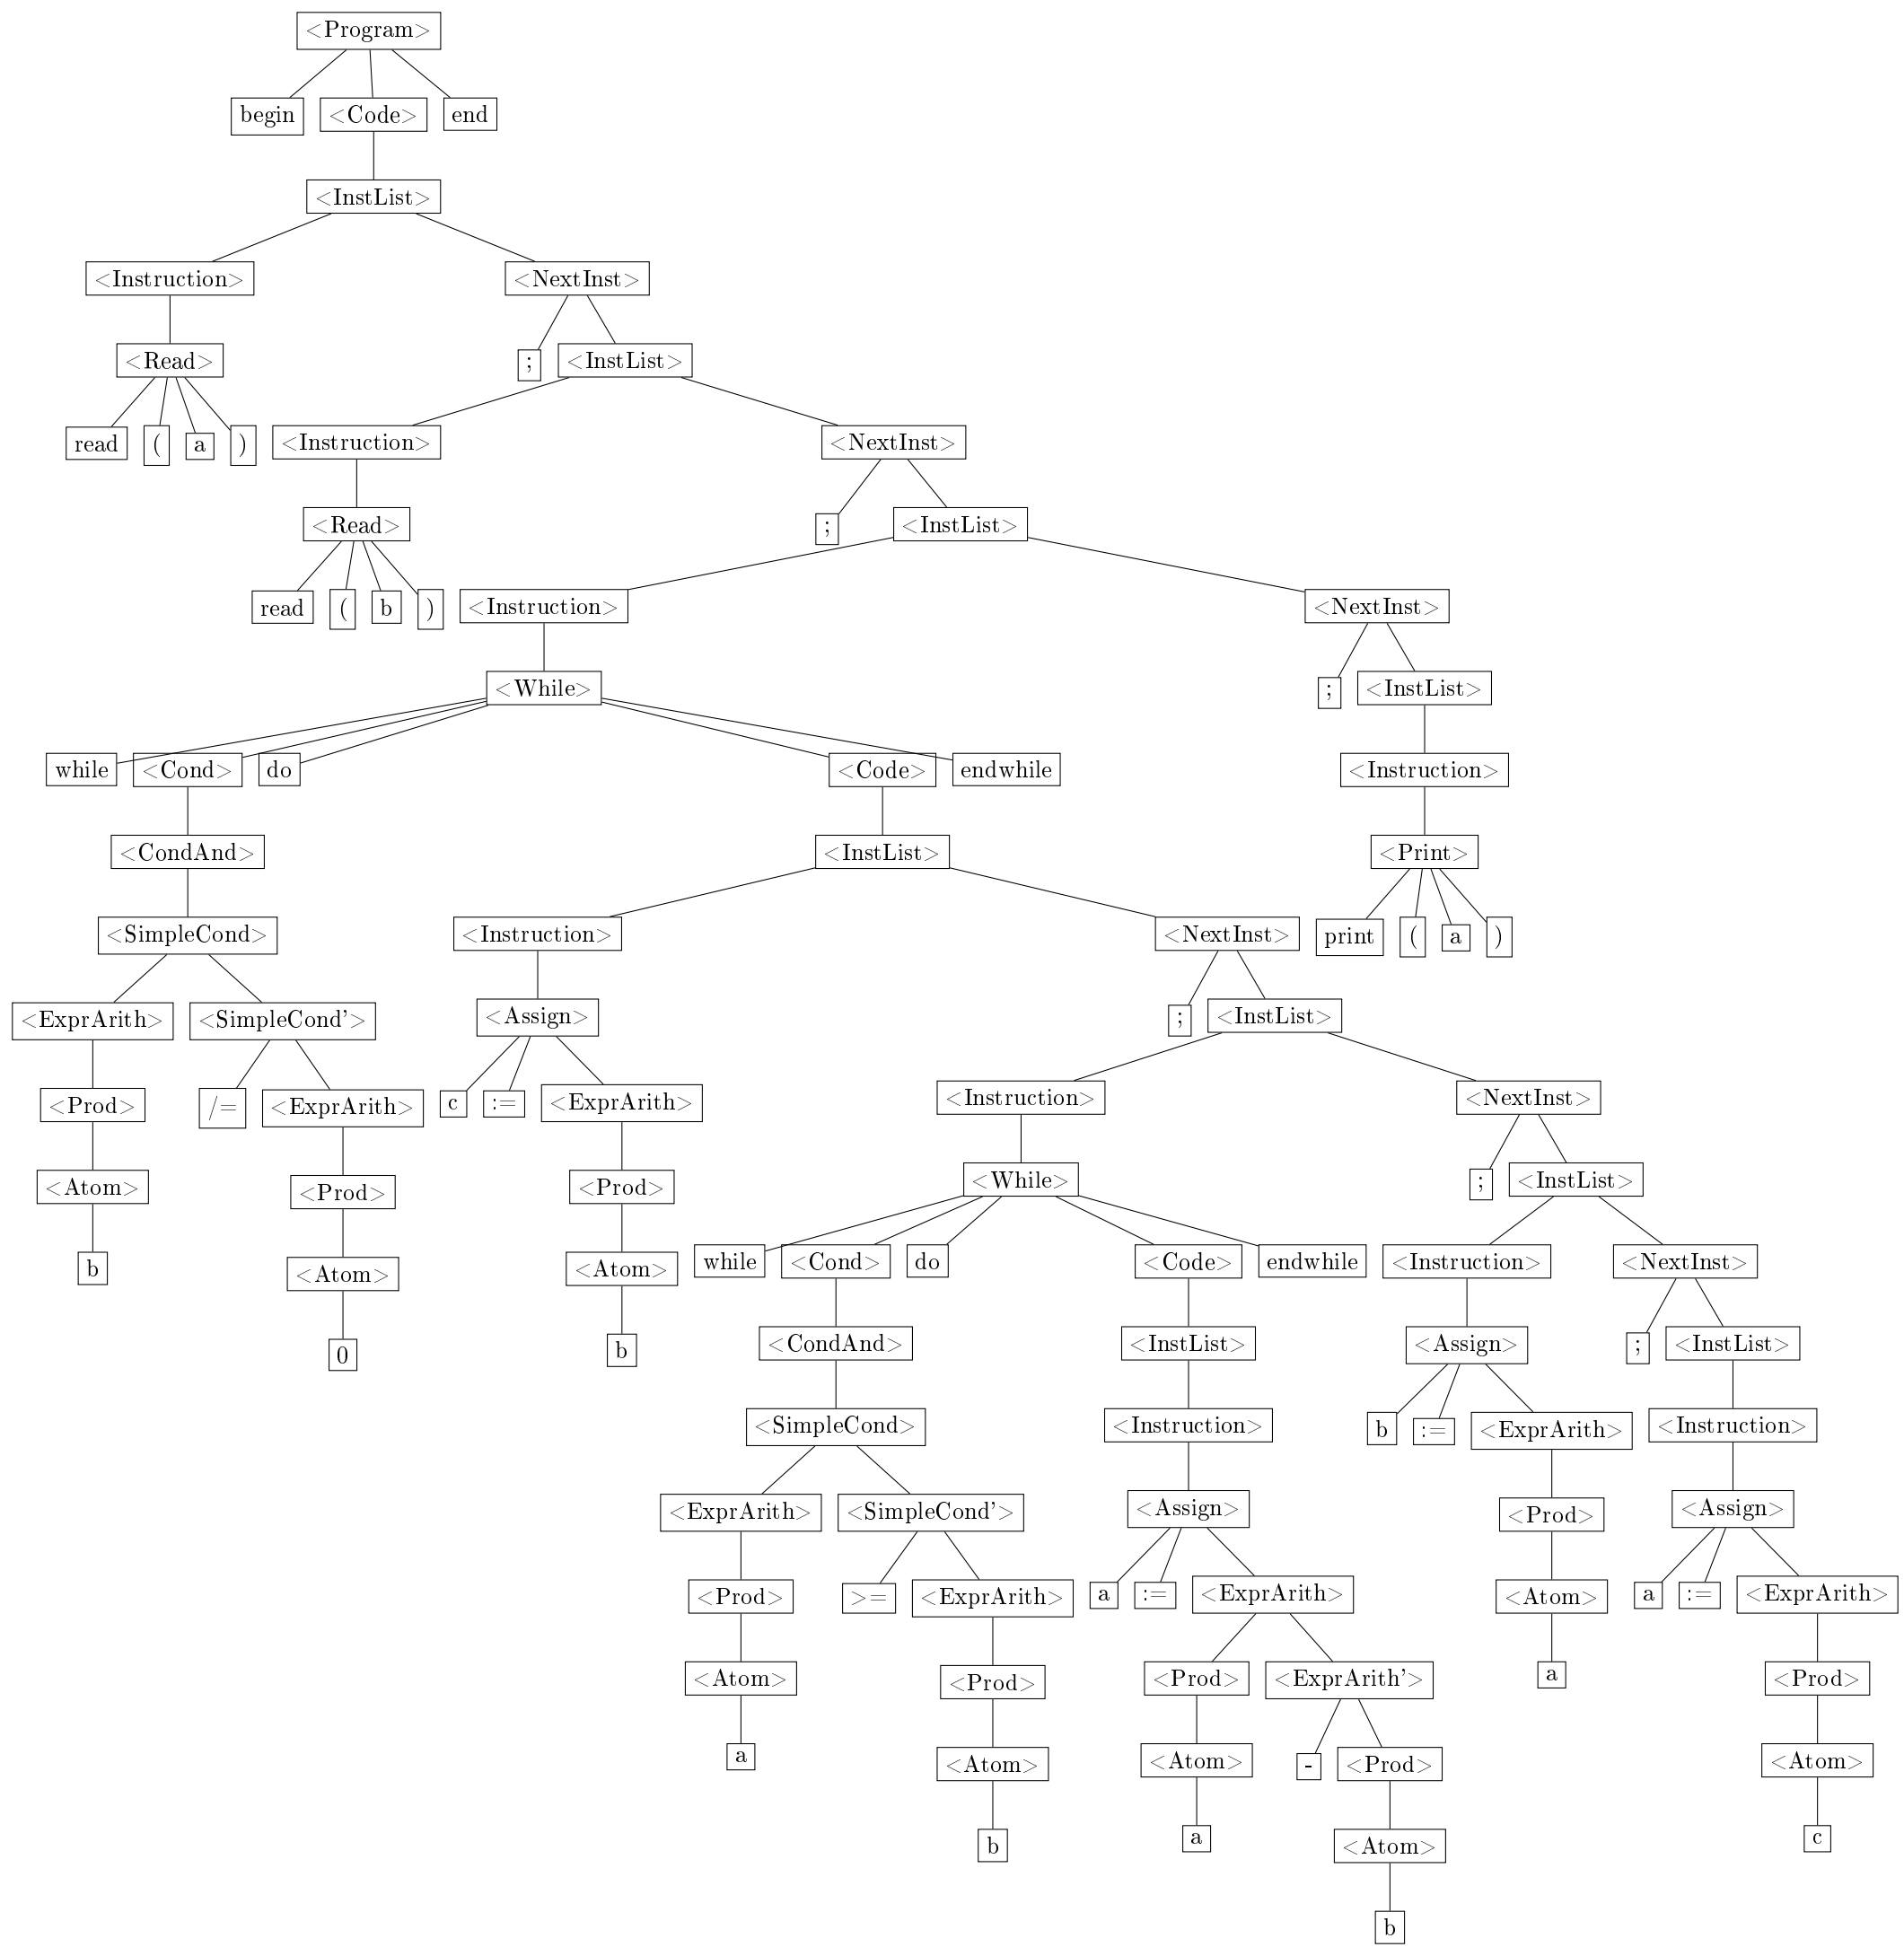 <Program>
begin <Code> end
<InstList>
<Instruction> <NextInst>
<Read> ; <InstList>
read ( a ) <Instruction> <NextInst>
<Read> ; <InstList>
read ( b ) <Instruction> <NextInst>
<While> ; <InstList>
while <Cond> do <Code> endwhile <Instruction>
<CondAnd> <InstList> <Print>
<SimpleCond> <Instruction> <NextInst> print ( a )
<ExprArith> <SimpleCond'> <Assign> ; <InstList>
<Prod> /= <ExprArith> c := <ExprArith> <Instruction> <NextInst>
<Atom> <Prod> <Prod> <While> ; <InstList>
b <Atom> <Atom> while <Cond> do <Code> endwhile <Instruction> <NextInst>
0 b <CondAnd> <InstList> <Assign> ; <InstList>
<SimpleCond> <Instruction> b := <ExprArith> <Instruction>
<ExprArith> <SimpleCond'> <Assign> <Prod> <Assign>
<Prod> >= <ExprArith> a := <ExprArith> <Atom> a := <ExprArith>
<Atom> <Prod> <Prod> <ExprArith'> a <Prod>
a <Atom> <Atom> - <Prod> <Atom>
b a <Atom> c
b